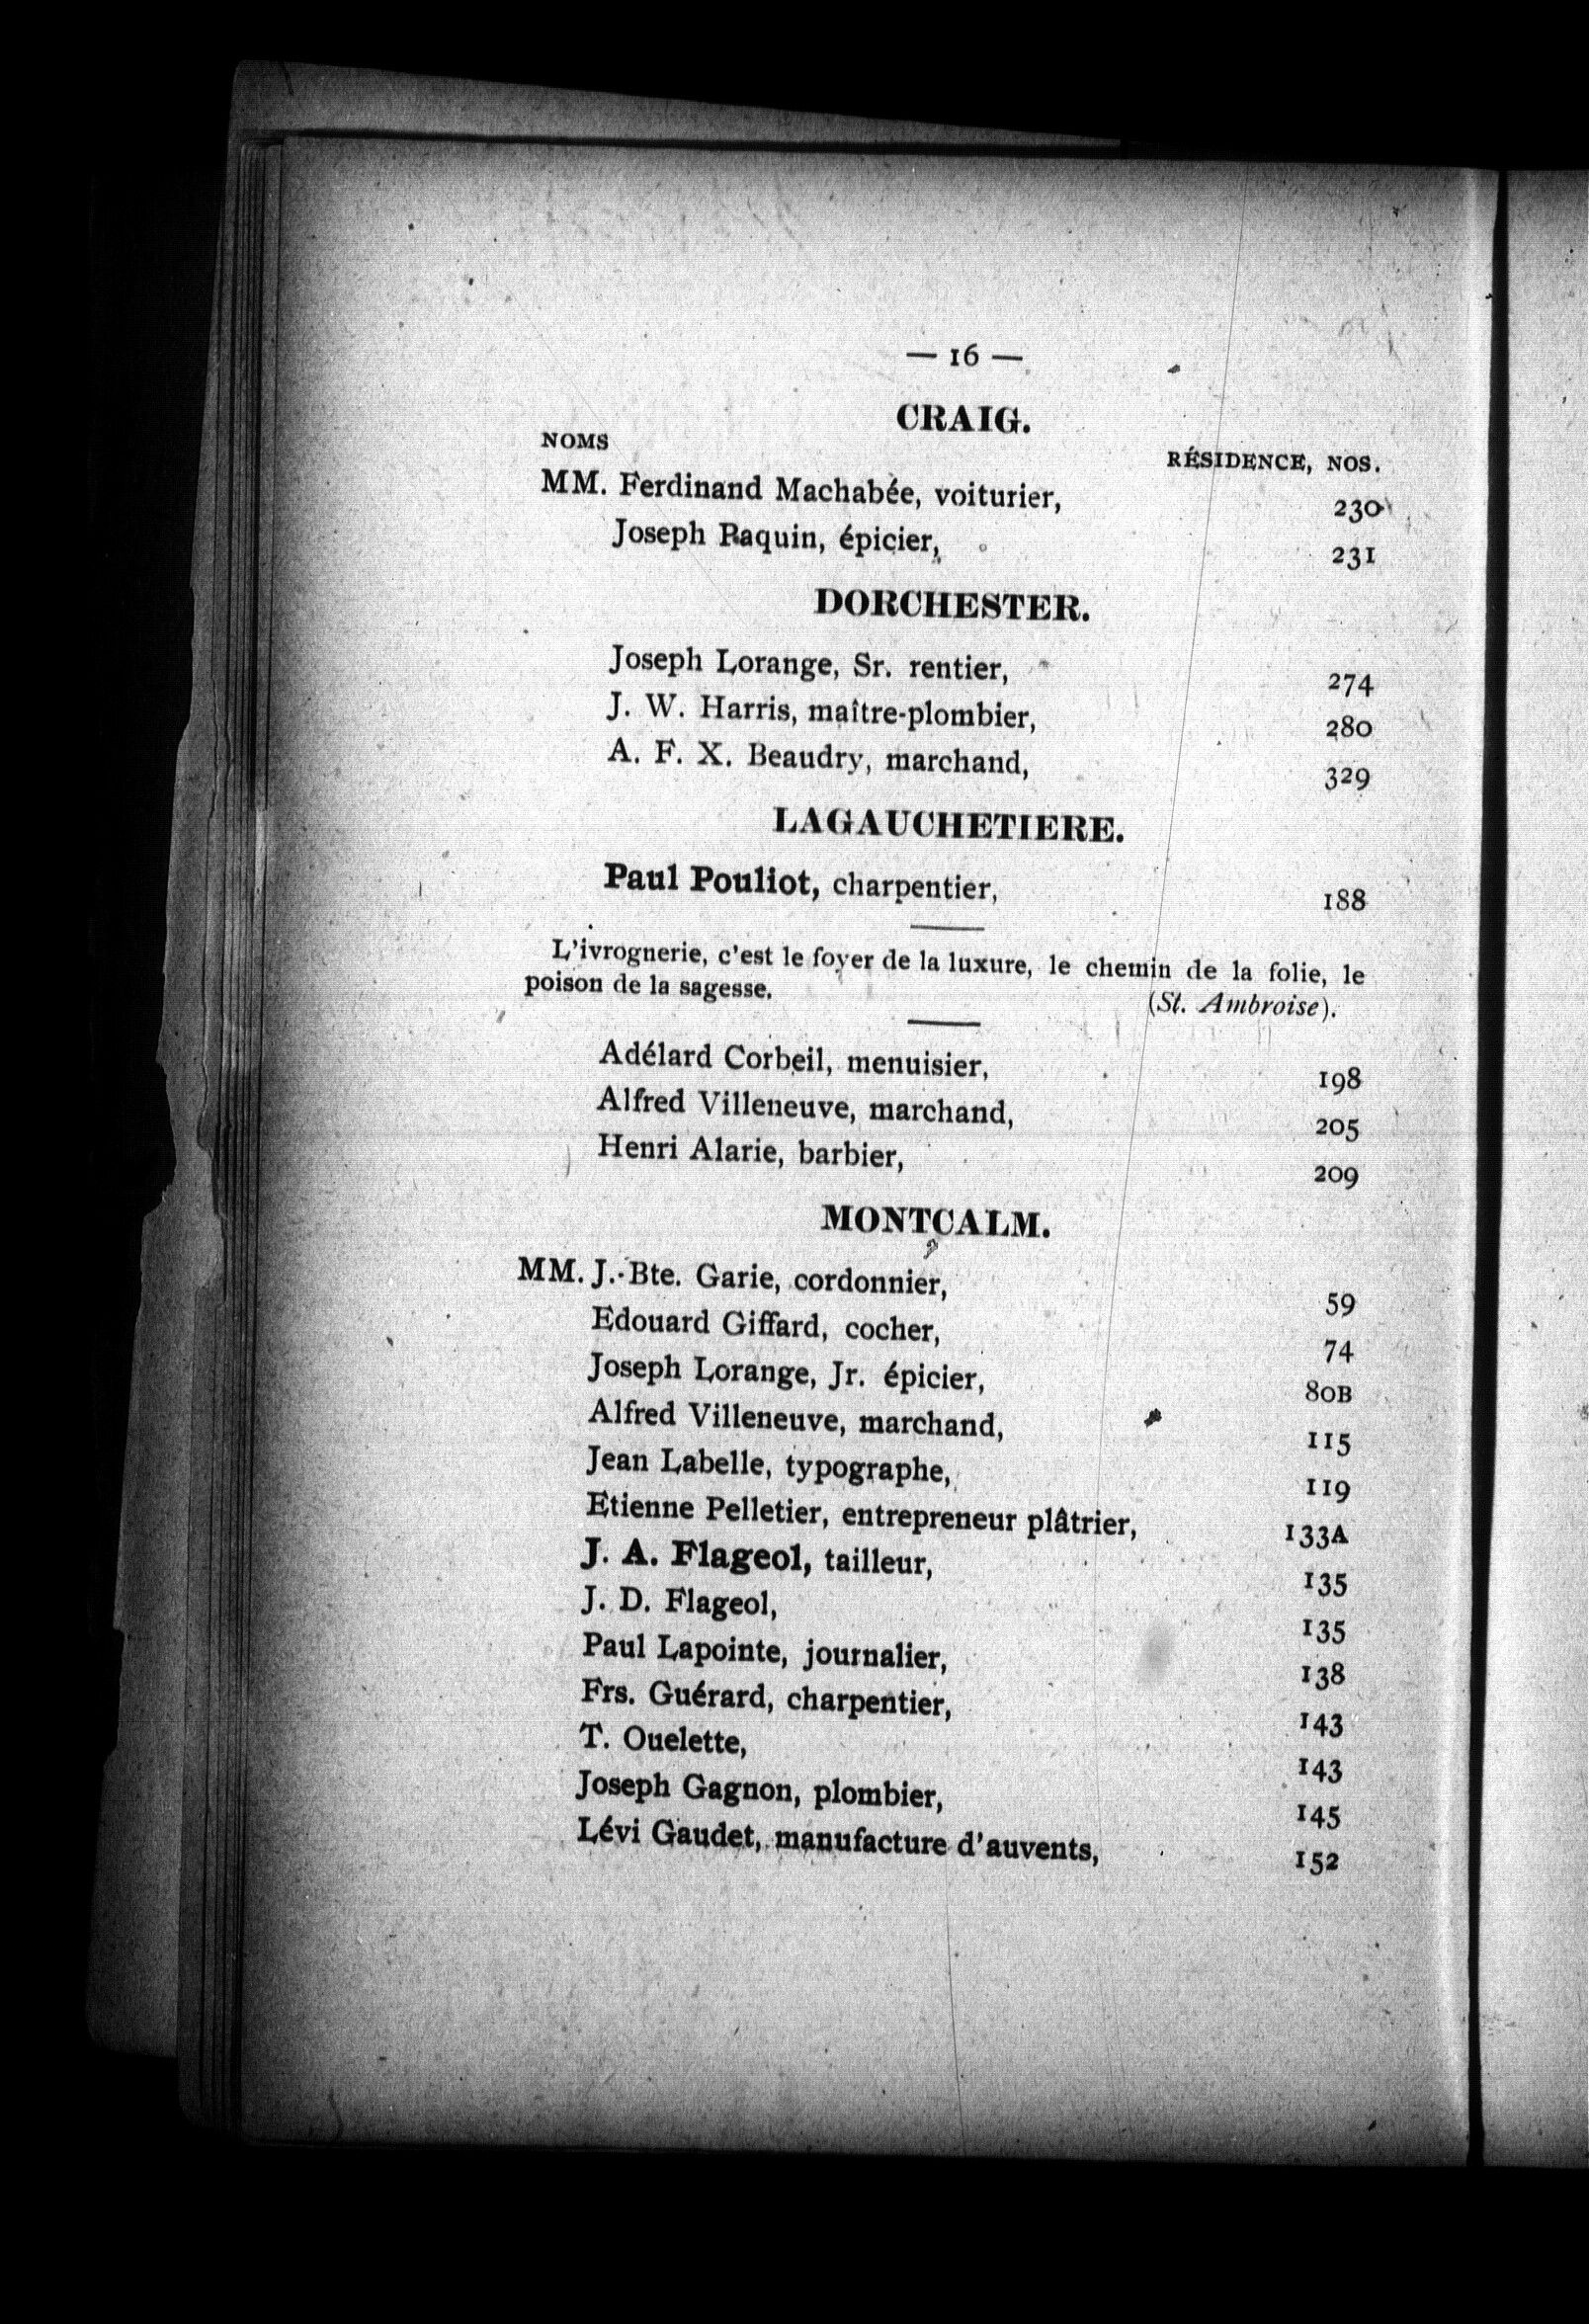 — 16 —
CRAIG.
NOMS RÉSIDENCE, NOS.
MM. Ferdinand Machabée, voiturier, 230
Joseph Paquin, épicier, 231
DORCHESTER.
Joseph Lorange, Sr. rentier, 274
J. W. Harris, maître-plombier, 280
A. F. X. Beaudry, marchand, 329
LAGAUCHETIERE.
Paul Pouliot, charpentier, 188
L'ivrognerie, c'est le foyer de la luxure, le chemin de la folie, le
poison de la sagesse. (St. Ambroise).
Adélard Corbeil, menuisier, 198
Alfred Villeneuve, marchand, 205
Henri Alarie, barbier, 209
MONTCALM.
MM. J.-Bte. Garie, cordonnier, 59
Edouard Giffard, cocher, 74
Joseph Lorange, Jr. épicier, 80B
Alfred Villeneuve, marchand, 115
Jean Labelle, typographe, 119
Etienne Pelletier, entrepreneur plâtrier, 133A
J. A. Flageol, tailleur, 135
J. D. Flageol, 135
Paul Lapointe, journalier, 138
Frs. Guérard, charpentier, 143
T. Ouelette, 143
Joseph Gagnon, plombier, 145
Lévi Gaudet, manufacture d'auvents, 152